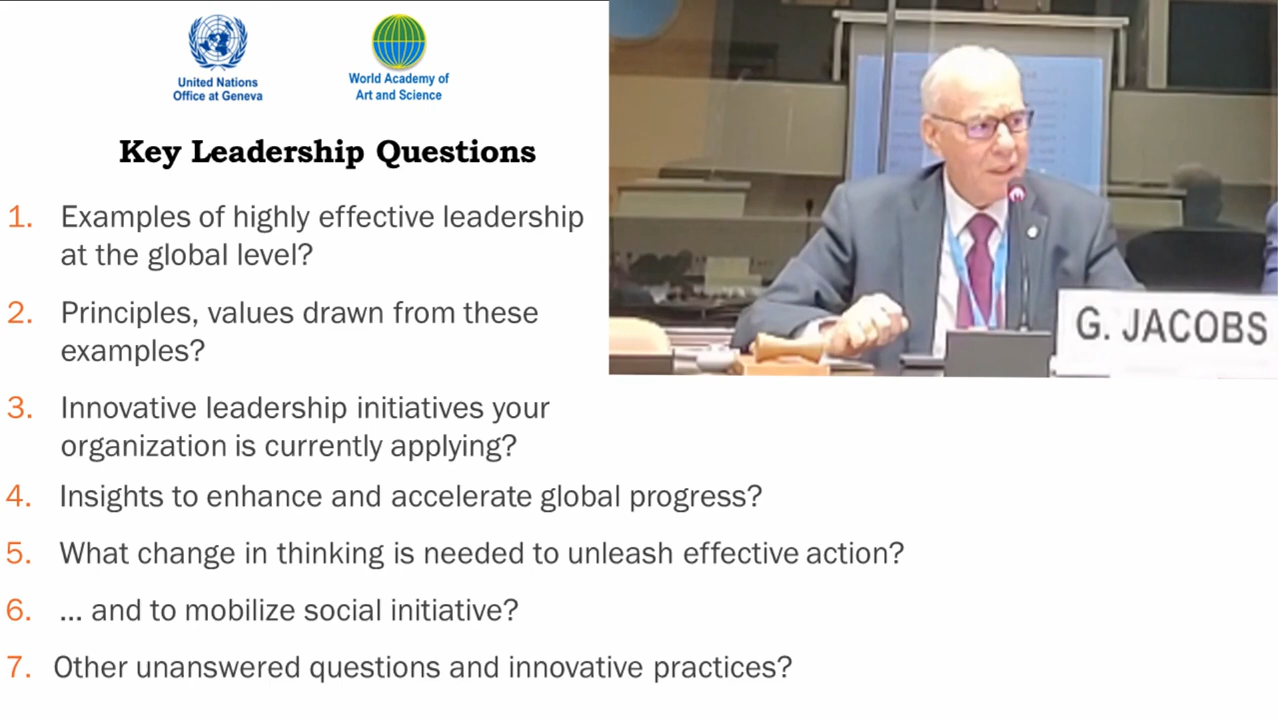 United Nations
Office at Geneva
World Academy of
Art and Science
Key Leadership Questions
1. Examples of highly effective leadership
at the global level?
2. Principles, values drawn from these
examples?
3. Innovative leadership initiatives your
organization is currently applying?
4. Insights to enhance and accelerate global progress?
5. What change in thinking is needed to unleash effective action?
6. ... and to mobilize social initiative?
7. Other unanswered questions and innovative practices?
G. JACOBS